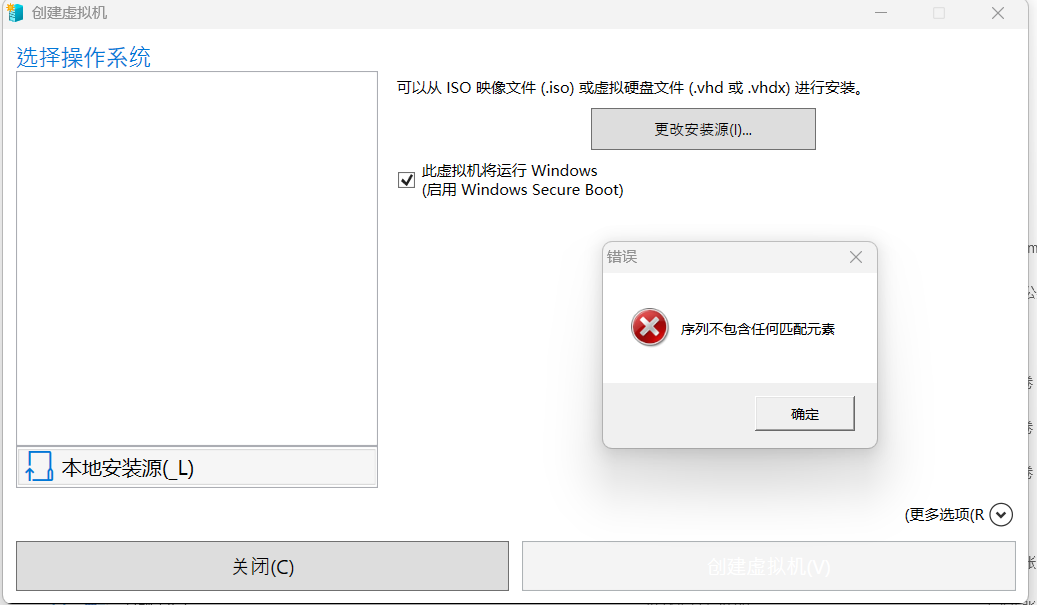 创建虚拟机
选择操作系统
可以从 ISO 映像文件 (.iso) 或虚拟硬盘文件 (.vhd 或 .vhdx) 进行安装。
更改安装源(I)...
此虚拟机将运行 Windows
(启用 Windows Secure Boot)
错误
序列不包含任何匹配元素
确定
本地安装源(_L)
(更多选项(R
关闭(C)
创建虚拟机(V)